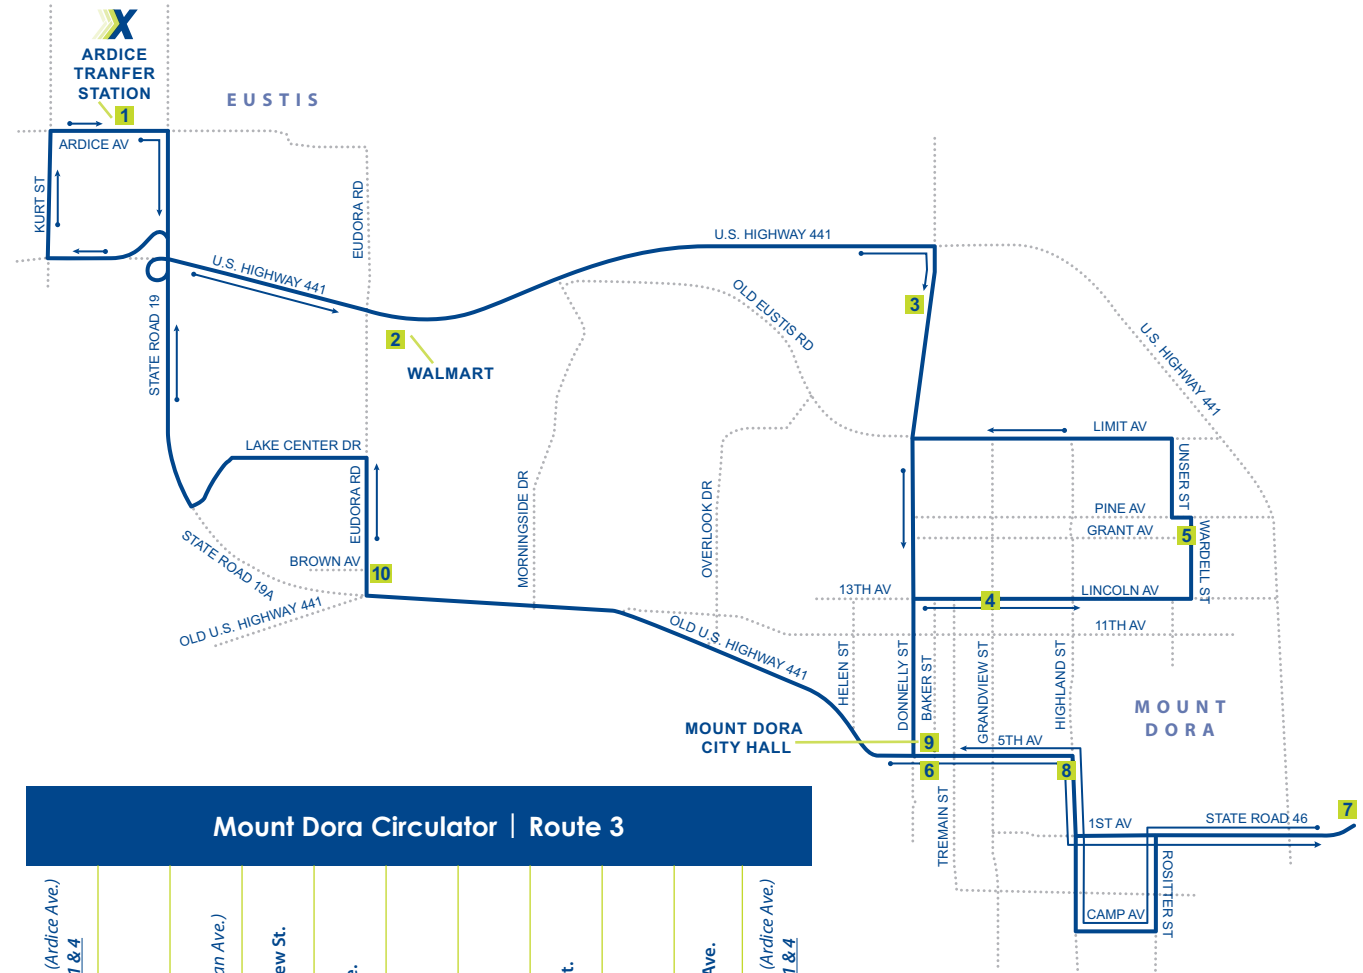 X
ARDICE
TRANFER
STATION
1
EUSTIS
ARDICE AV
KURT ST
EUDORA RD
U.S. HIGHWAY 441
U.S. HIGHWAY 441
3
OLD EUSTIS RD
STATE ROAD 19
2
WALMART
U.S. HIGHWAY 441
LIMIT AV
LAKE CENTER DR
UNSER ST
EUDORA RD
MORNINGSIDE DR
OVERLOOK DR
PINE AV
GRANT AV
5
WARDELL ST
STATE ROAD 19A
BROWN AV
10
13TH AV
4
LINCOLN AV
OLD U.S. HIGHWAY 441
OLD U.S. HIGHWAY 441
11TH AV
HELEN ST
DONNELLY ST
BAKER ST
GRANDVIEW ST
HIGHLAND ST
MOUNT
DORA
MOUNT DORA
CITY HALL
9
5TH AV
6
8
TREMAIN ST
7
1ST AV
STATE ROAD 46
ROSITTER ST
CAMP AV
Mount Dora Circulator | Route 3
(Ardice Ave.)
1 & 4
an Ave.)
ew St.
e.
t.
Ave.
(Ardice Ave.)
1 & 4